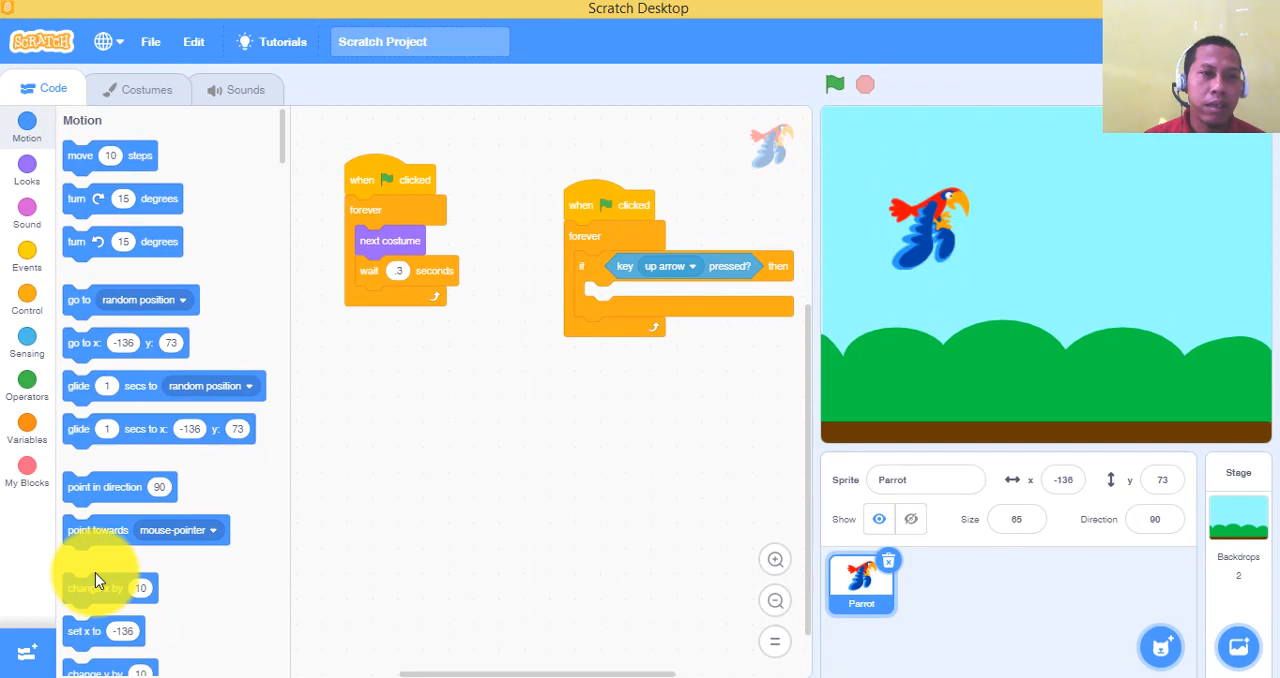 Scratch Desktop
SCRATCH File Edit Tutorials Scratch Project
Code Costumes Sounds
Motion
Looks
Sound
Events
Control
Sensing
Operators
Variables
My Blocks
Motion
move 10 steps
turn 15 degrees
turn 15 degrees
go to random position
go to x: -136 y: 73
glide 1 secs to random position
glide 1 secs to x: -136 y: 73
point in direction 90
point towards mouse-pointer
change x by 10
set x to -136
change y by 10
when clicked
forever
next costume
wait .3 seconds
when clicked
forever
if key up arrow pressed? then
Sprite Parrot x -136 y 73
Show Size 65 Direction 90
Parrot
Stage
Backdrops
2